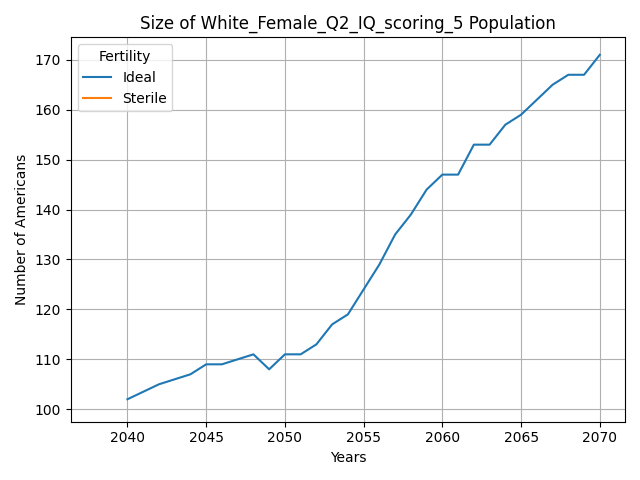 Size of White_Female_Q2_IQ_scoring_5 Population
Fertility
Ideal
Sterile
Number of Americans
170
160
150
140
130
120
110
100
2040 2045 2050 2055 2060 2065 2070
Years